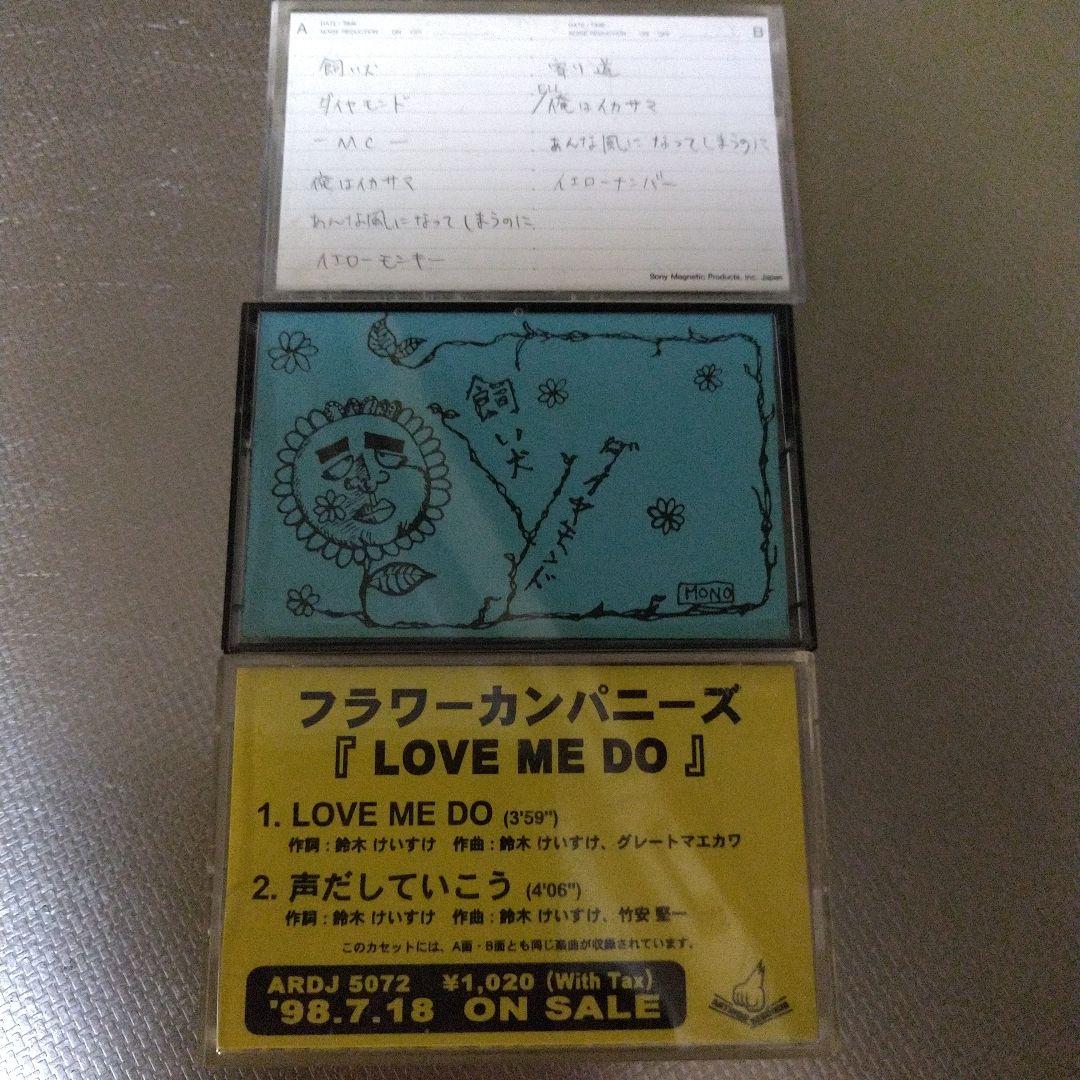 A DATE / TIME NOISE REDUCTION ON OFF
DATE / TIME NOISE REDUCTION ON OFF B
飼い犬
ダイヤモンド
ー MC ー
俺はイカサマ
あんな風になってしまうのに
イエローモンキー
寄り道
俺はイカサマ
あんな風になってしまうのに
イエローナンバー
Sony Magnetic Products, Inc. Japan
飼い犬
ダイヤモンド
MONO
フラワーカンパニーズ
『 LOVE ME DO 』
1. LOVE ME DO (3'59")
作詞 : 鈴木 けいすけ 作曲 : 鈴木 けいすけ、グレートマエカワ
2. 声だしていこう (4'06")
作詞 : 鈴木 けいすけ 作曲 : 鈴木 けいすけ、竹安 堅一
このカセットには、A面・B面とも同じ楽曲が収録されています。
ARDJ 5072 ¥1,020 (With Tax)
'98.7.18 ON SALE